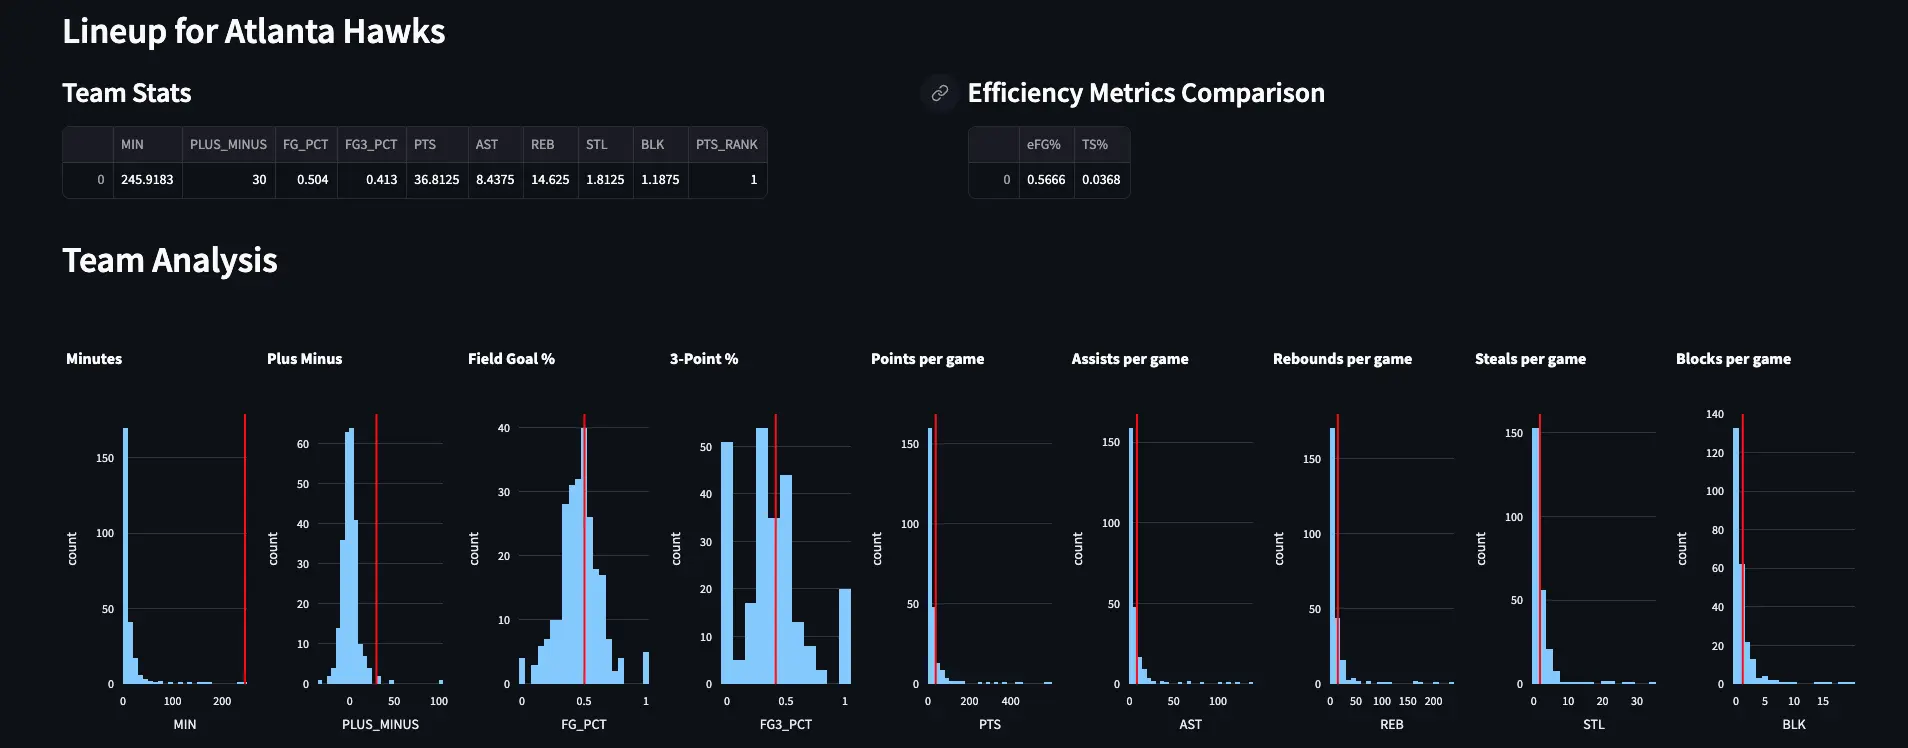 Lineup for Atlanta Hawks
Team Stats
MIN PLUS_MINUS FG_PCT FG3_PCT PTS AST REB STL BLK PTS_RANK
0 245.9183 30 0.504 0.413 36.8125 8.4375 14.625 1.8125 1.1875 1
Efficiency Metrics Comparison
eFG% TS%
0 0.5666 0.0368
Team Analysis
Minutes
count
150
100
50
0
0 100 200
MIN
Plus Minus
count
60
50
40
30
20
10
0
0 50 100
PLUS_MINUS
Field Goal %
count
40
30
20
10
0
0 0.5 1
FG_PCT
3-Point %
count
50
40
30
20
10
0
0 0.5 1
FG3_PCT
Points per game
count
150
100
50
0
0 200 400
PTS
Assists per game
count
150
100
50
0
0 50 100
AST
Rebounds per game
count
150
100
50
0
0 50 100 150 200
REB
Steals per game
count
150
100
50
0
0 10 20 30
STL
Blocks per game
count
140
120
100
80
60
40
20
0
0 5 10 15
BLK